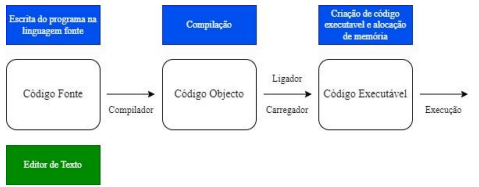 Escrita do programa na
linguagem fonte
Compilação
Criação de código
executavel e alocação
de memória
Código Fonte
Compilador
Código Objecto
Ligador
Carregador
Código Executável
Execução
Editor de Texto